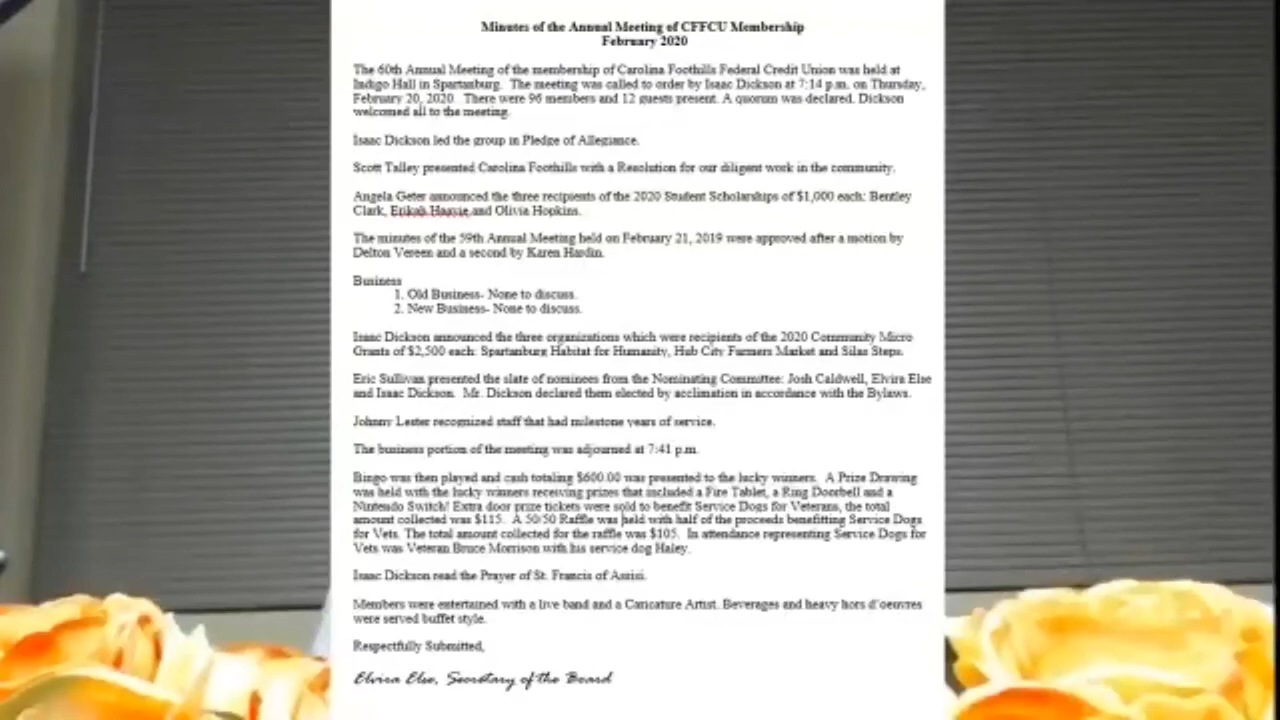 Minutes of the Annual Meeting of CFFCU Membership
February 2020
The 60th Annual Meeting of the membership of Carolina Foothills Federal Credit Union was held at
Indigo Hall in Spartanburg. The meeting was called to order by Isaac Dickson at 7:14 p.m. on Thursday,
February 20, 2020. There were 96 members and 12 guests present. A quorum was declared. Dickson
welcomed all to the meeting.
Isaac Dickson led the group in Pledge of Allegiance.
Scott Talley presented Carolina Foothills with a Resolution for our diligent work in the community.
Angela Geter announced the three recipients of the 2020 Student Scholarships of $1,000 each: Bentley
Clark, and Olivia Hopkins.
The minutes of the 59th Annual Meeting held on February 21, 2019 were approved after a motion by
Delton Vereen and a second by Karen Hardin.
Business
1. Old Business- None to discuss.
2. New Business- None to discuss.
Isaac Dickson announced the three organizations which were recipients of the 2020 Community Micro
Grants of $2,500 each: Spartanburg Habitat for Humanity, Hub City Farmers Market and Silas Steps.
Eric Sullivan presented the slate of nominees from the Nominating Committee: Josh Caldwell, Elvira Else
and Isaac Dickson. Mr. Dickson declared them elected by acclimation in accordance with the Bylaws.
Johnny Lester recognized staff that had milestone years of service.
The business portion of the meeting was adjourned at 7:41 p.m.
Bingo was then played and cash totaling $600.00 was presented to the lucky winners. A Prize Drawing
was held with the lucky winners receiving prizes that included a Fire Tablet, a Ring Doorbell and a
Nintendo Switch! Extra door prize tickets were sold to benefit Service Dogs for Veterans, the total
amount collected was $115. A 50/50 Raffle was held with half of the proceeds benefitting Service Dogs
for Vets. The total amount collected for the raffle was $105. In attendance representing Service Dogs for
Vets was Veteran Bruce Morrison with his service dog Haley.
Isaac Dickson read the Prayer of St. Francis of Assisi.
Members were entertained with a live band and a Caricature Artist. Beverages and heavy hors d'oeuvres
were served buffet style.
Respectfully Submitted,
Elvira Else, Secretary of the Board